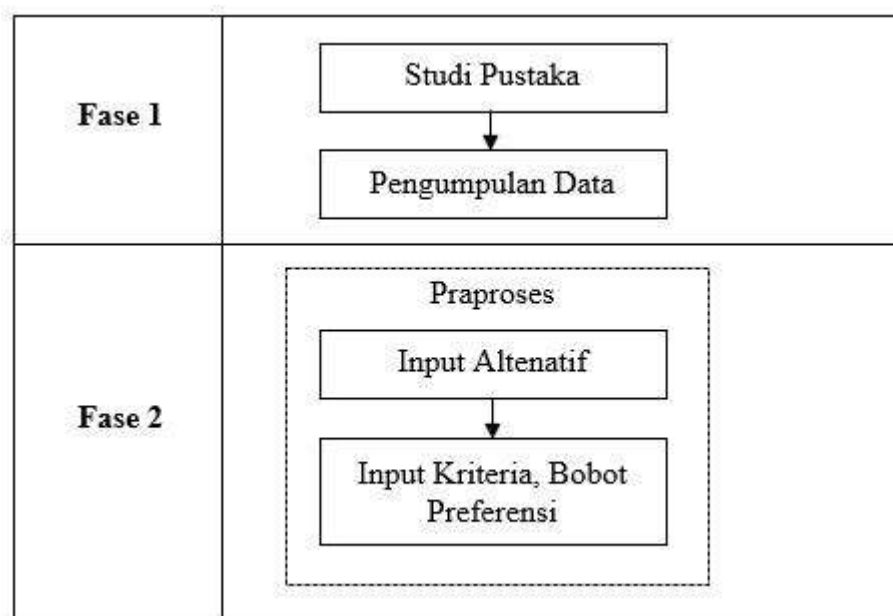 Fase 1
Studi Pustaka
Pengumpulan Data
Fase 2
Praproses
Input Altenatif
Input Kriteria, Bobot
Preferensi